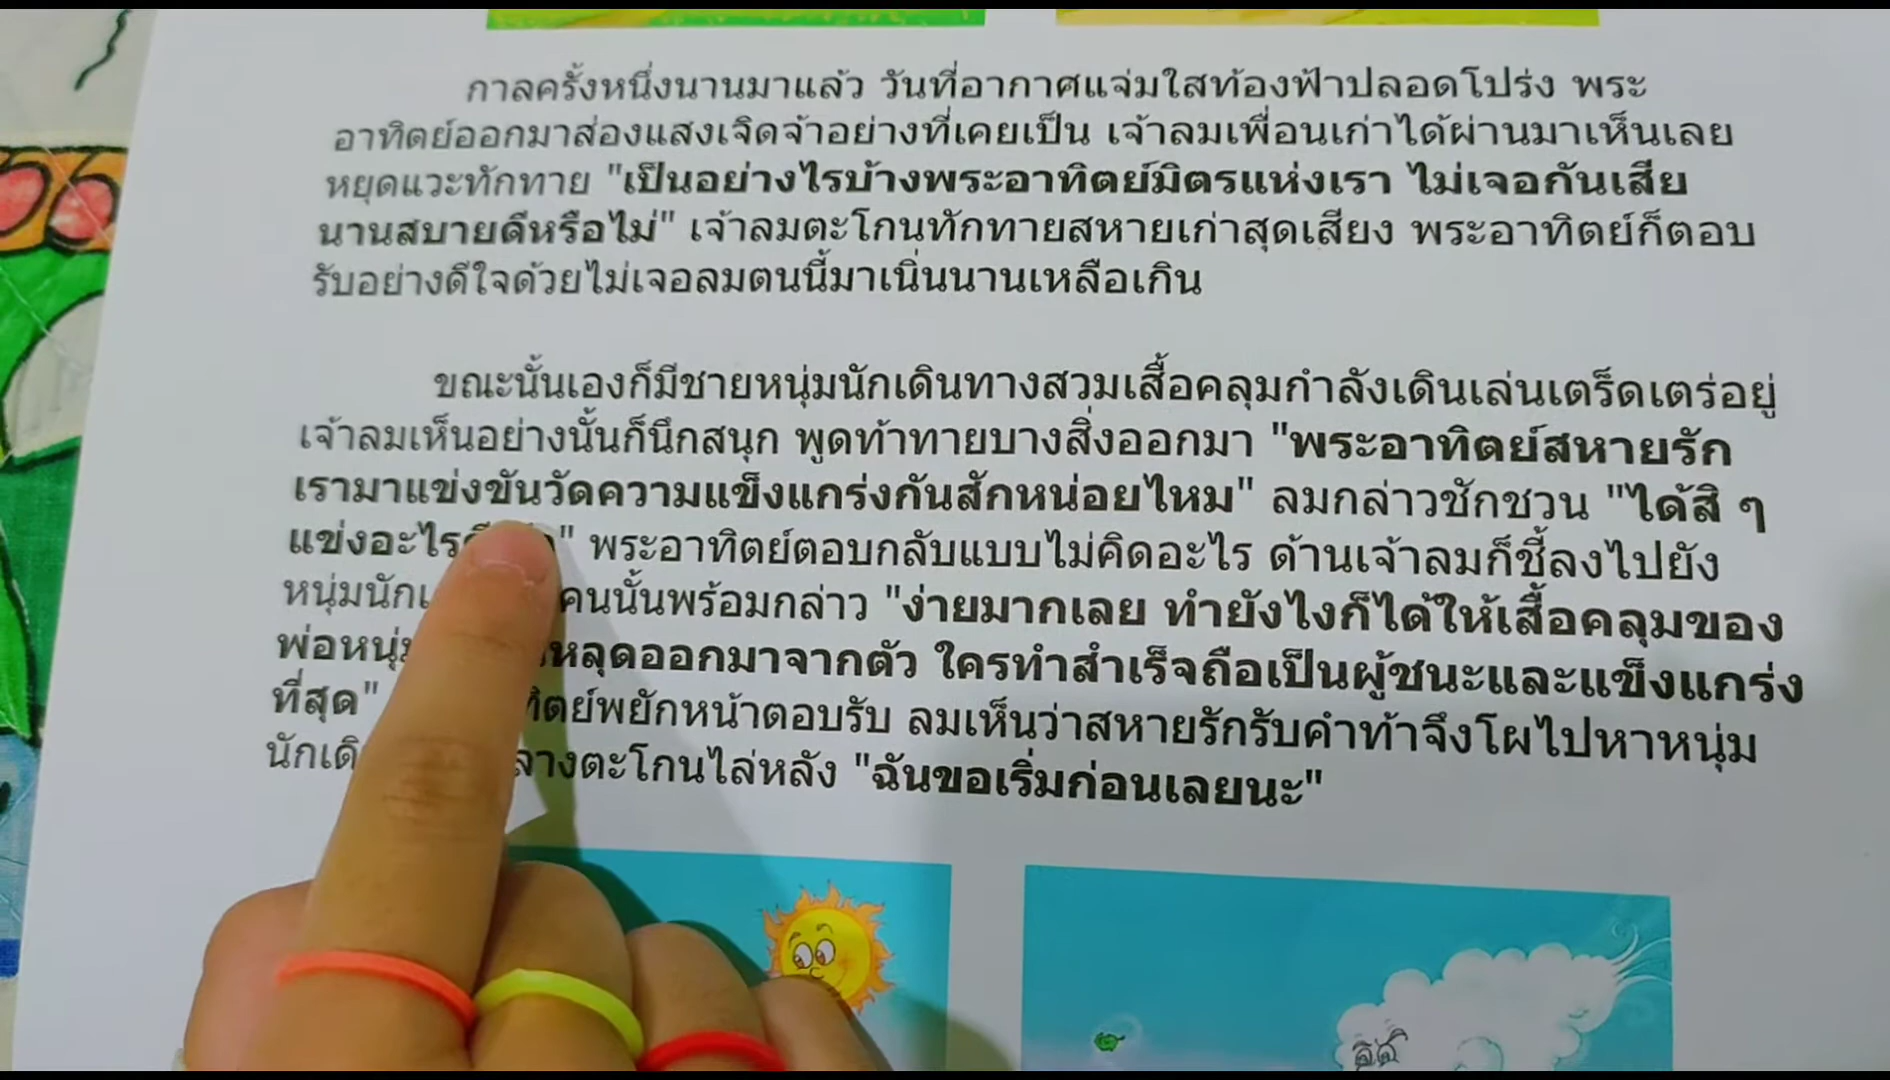 กาลครั้งหนึ่งนานมาแล้ว วันที่อากาศแจ่มใสท้องฟ้าปลอดโปร่ง พระ
อาทิตย์ออกมาส่องแสงเจิดจ้าอย่างที่เคยเป็น เจ้าลมเพื่อนเก่าได้ผ่านมาเห็นเลย
หยุดแวะทักทาย "เป็นอย่างไรบ้างพระอาทิตย์มิตรแห่งเรา ไม่เจอกันเสีย
นานสบายดีหรือไม่" เจ้าลมตะโกนทักทายสหายเก่าสุดเสียง พระอาทิตย์ก็ตอบ
รับอย่างดีใจด้วยไม่เจอลมตนนี้มาเนิ่นนานเหลือเกิน
ขณะนั้นเองก็มีชายหนุ่มนักเดินทางสวมเสื้อคลุมกำลังเดินเล่นเตร็ดเตร่อยู่
เจ้าลมเห็นอย่างนั้นก็นึกสนุก พูดท้าทายบางสิ่งออกมา "พระอาทิตย์สหายรัก
เรามาแข่งขันวัดความแข็งแกร่งกันสักหน่อยไหม" ลมกล่าวชักชวน "ได้สิ ๆ
แข่งอะไร" พระอาทิตย์ตอบกลับแบบไม่คิดอะไร ด้านเจ้าลมก็ชี้ลงไปยัง
หนุ่มนัก คนนั้นพร้อมกล่าว "ง่ายมากเลย ทำยังไงก็ได้ให้เสื้อคลุมของ
พ่อหนุ่ม หลุดออกมาจากตัว ใครทำสำเร็จถือเป็นผู้ชนะและแข็งแกร่ง
ที่สุด" ทิตย์พยักหน้าตอบรับ ลมเห็นว่าสหายรักรับคำท้าจึงโผไปหาหนุ่ม
นักเดิ ลางตะโกนไล่หลัง "ฉันขอเริ่มก่อนเลยนะ"